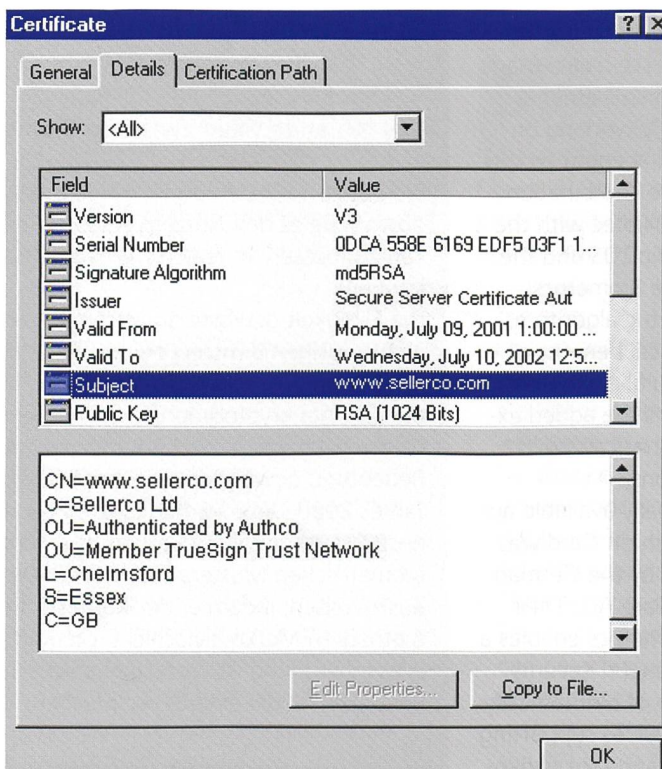 Certificate
General Details Certification Path
Show: <All>
Field Value
Version V3
Serial Number 0DCA 558E 6169 EDF5 03F1 1...
Signature Algorithm md5RSA
Issuer Secure Server Certificate Aut
Valid From Monday, July 09, 2001 1:00:00 ...
Valid To Wednesday, July 10, 2002 12:5...
Subject www.sellerco.com
Public Key RSA (1024 Bits)
CN=www.sellerco.com
O=Sellerco Ltd
OU=Authenticated by Authco
OU=Member TrueSign Trust Network
L=Chelmsford
S=Essex
C=GB
Edit Properties... Copy to File...
OK